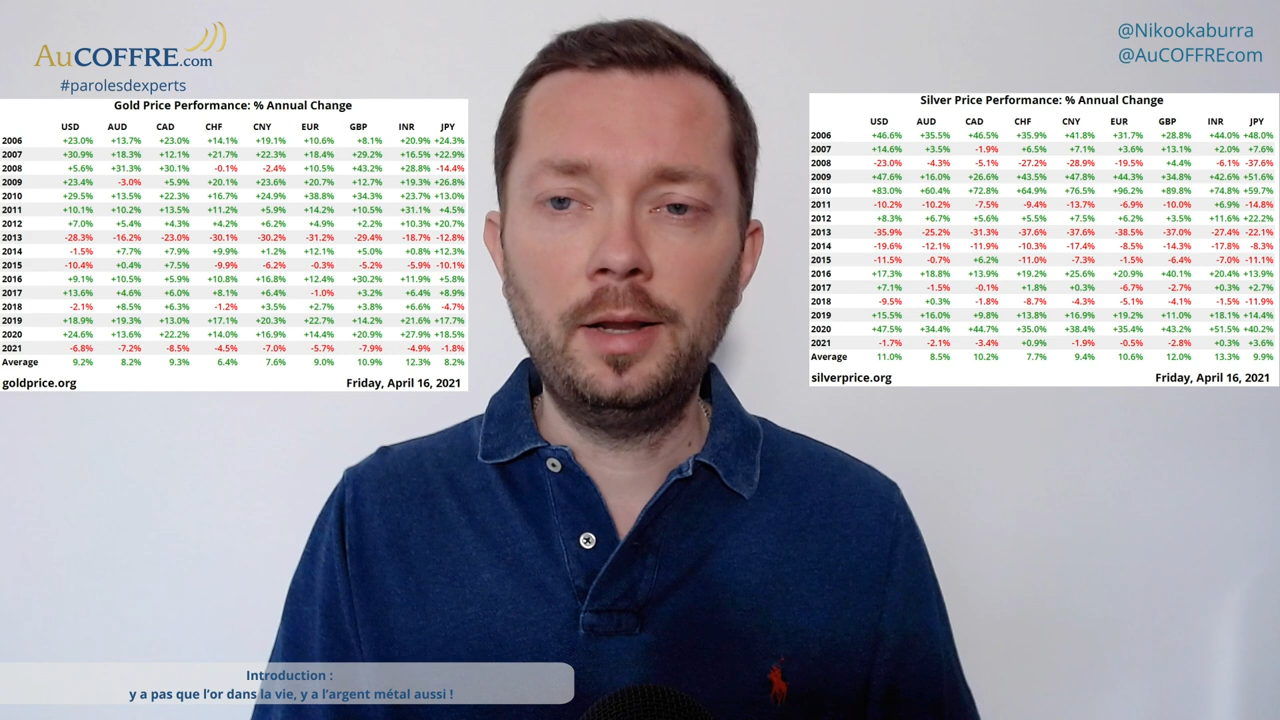 AuCOFFRE.com
#parolesdexperts
@Nikookaburra
@AuCOFFREcom
Gold Price Performance: % Annual Change
USD AUD CAD CHF CNY EUR GBP INR JPY
2006 +23.0% +13.7% +23.0% +14.1% +19.1% +10.6% +8.1% +20.9% +24.3%
2007 +30.9% +18.3% +12.1% +21.7% +22.3% +18.4% +29.2% +16.5% +22.9%
2008 +5.6% +31.3% +30.1% -0.1% -2.4% +10.5% +43.2% +28.8% -14.4%
2009 +23.4% -3.0% +5.9% +20.1% +23.6% +20.7% +12.7% +19.3% +26.8%
2010 +29.5% +13.5% +22.3% +16.7% +24.9% +38.8% +34.3% +23.7% +13.0%
2011 +10.1% +10.2% +13.5% +11.2% +5.9% +14.2% +10.5% +31.1% +4.5%
2012 +7.0% +5.4% +4.3% +4.2% +6.2% +4.9% +2.2% +10.3% +20.7%
2013 -28.3% -16.2% -23.0% -30.1% -30.2% -31.2% -29.4% -18.7% -12.8%
2014 -1.5% +7.7% +7.9% +9.9% +1.2% +12.1% +5.0% +0.8% +12.3%
2015 -10.4% +0.4% +7.5% -9.9% -6.2% -0.3% -5.2% -5.9% -10.1%
2016 +9.1% +10.5% +5.9% +10.8% +16.8% +12.4% +30.2% +11.9% +5.8%
2017 +13.6% +4.6% +6.0% +8.1% +6.4% -1.0% +3.2% +6.4% +8.9%
2018 -2.1% +8.5% +6.3% -1.2% +3.5% +2.7% +3.8% +6.6% -4.7%
2019 +18.9% +19.3% +13.0% +17.1% +20.3% +22.7% +14.2% +21.6% +17.7%
2020 +24.6% +13.6% +22.2% +14.0% +16.9% +14.4% +20.9% +27.9% +18.5%
2021 -6.8% -7.2% -8.5% -4.5% -7.0% -5.7% -7.9% -4.9% -1.8%
Average 9.2% 8.2% 9.3% 6.4% 7.6% 9.0% 10.9% 12.3% 8.2%
goldprice.org Friday, April 16, 2021
Silver Price Performance: % Annual Change
USD AUD CAD CHF CNY EUR GBP INR JPY
2006 +46.6% +35.5% +46.5% +35.9% +41.8% +31.7% +28.8% +44.0% +48.0%
2007 +14.6% +3.5% -1.9% +6.5% +7.1% +3.6% +13.1% +2.0% +7.6%
2008 -23.0% -4.3% -5.1% -27.2% -28.9% -19.5% +4.4% -6.1% -37.6%
2009 +47.6% +16.0% +26.6% +43.5% +47.8% +44.3% +34.8% +42.6% +51.6%
2010 +83.0% +60.4% +72.8% +64.9% +76.5% +96.2% +89.8% +74.8% +59.7%
2011 -10.2% -10.2% -7.5% -9.4% -13.7% -6.9% -10.0% +6.9% -14.8%
2012 +8.3% +6.7% +5.6% +5.5% +7.5% +6.2% +3.5% +11.6% +22.2%
2013 -35.9% -25.2% -31.3% -37.6% -37.6% -38.5% -37.0% -27.4% -22.1%
2014 -19.6% -12.1% -11.9% -10.3% -17.4% -8.5% -14.3% -17.8% -8.3%
2015 -11.5% -0.7% +6.2% -11.0% -7.3% -1.5% -6.4% -7.0% -11.1%
2016 +17.3% +18.8% +13.9% +19.2% +25.6% +20.9% +40.1% +20.4% +13.9%
2017 +7.1% -1.5% -0.1% +1.8% +0.3% -6.7% -2.7% +0.3% +2.7%
2018 -9.5% +0.3% -1.8% -8.7% -4.3% -5.1% -4.1% -1.5% -11.9%
2019 +15.5% +16.0% +9.8% +13.8% +16.9% +19.2% +11.0% +18.1% +14.4%
2020 +47.5% +34.4% +44.7% +35.0% +38.4% +35.4% +43.2% +51.5% +40.2%
2021 -1.7% -2.1% -3.4% +0.9% -1.9% -0.5% -2.8% +0.3% +3.6%
Average 11.0% 8.5% 10.2% 7.7% 9.4% 10.6% 12.0% 13.3% 9.9%
silverprice.org Friday, April 16, 2021
Introduction :
y a pas que l'or dans la vie, y a l'argent métal aussi !